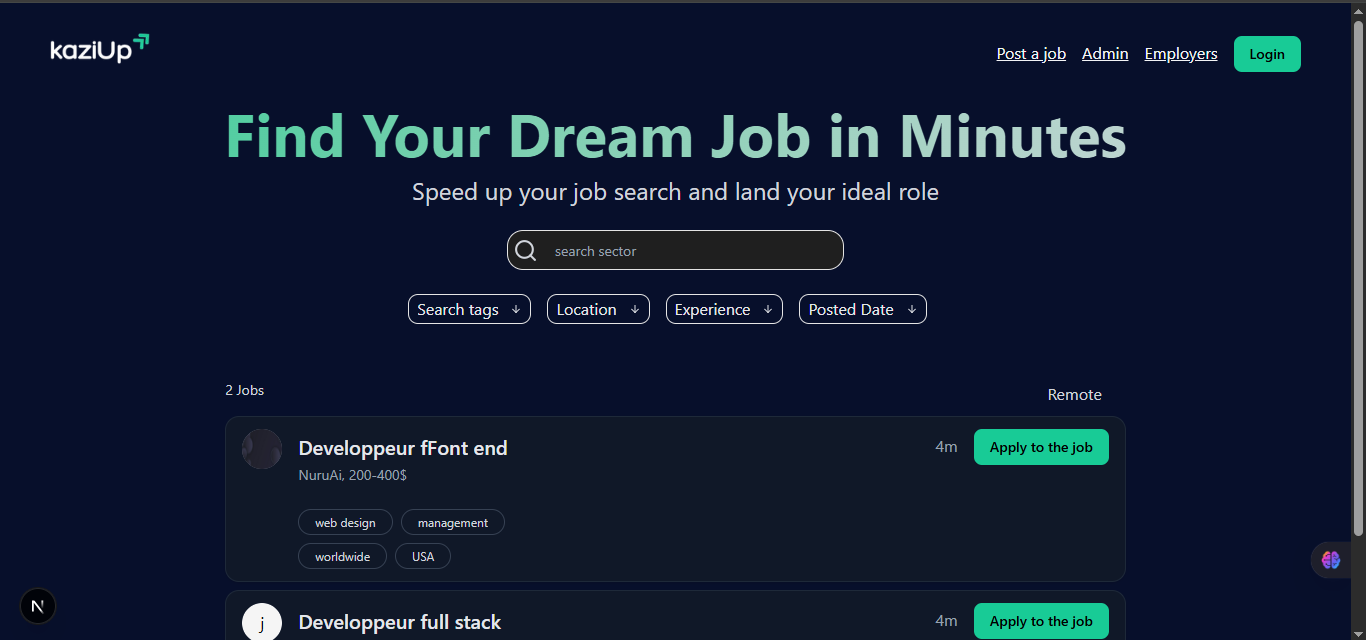 kaziUp
Post a job Admin Employers Login
Find Your Dream Job in Minutes
Speed up your job search and land your ideal role
search sector
Search tags ↓ Location ↓ Experience ↓ Posted Date ↓
2 Jobs
Remote
Developpeur fFont end 4m Apply to the job
NuruAi, 200-400$
web design management
worldwide USA
N
j Developpeur full stack 4m Apply to the job